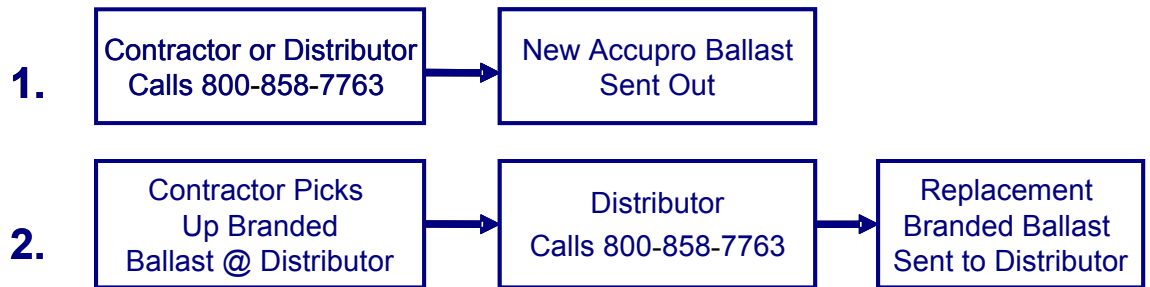 1.
Contractor or Distributor
Calls 800-858-7763
New Accupro Ballast
Sent Out
2.
Contractor Picks
Up Branded
Ballast @ Distributor
Distributor
Calls 800-858-7763
Replacement
Branded Ballast
Sent to Distributor